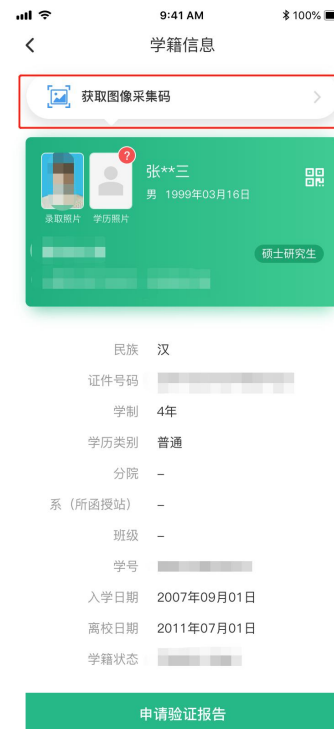 9:41 AM
100%
学籍信息
获取图像采集码
?
张**三
男 1999年03月16日
录取照片 学历照片
硕士研究生
民族 汉
证件号码
学制 4年
学历类别 普通
分院 –
系（所函授站） –
班级 –
学号
入学日期 2007年09月01日
离校日期 2011年07月01日
学籍状态
申请验证报告